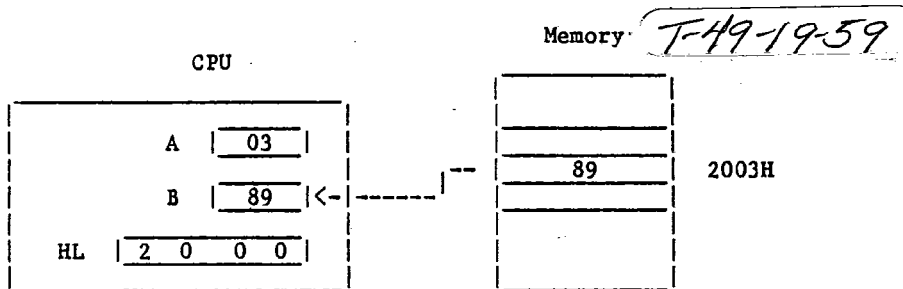 Memory T-49-19-59
CPU
A 03
89 2003H
B 89
HL 2 0 0 0